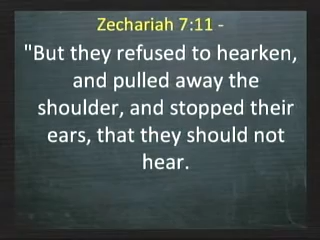 Zechariah 7:11 -
"But they refused to hearken,
and pulled away the
shoulder, and stopped their
ears, that they should not
hear.